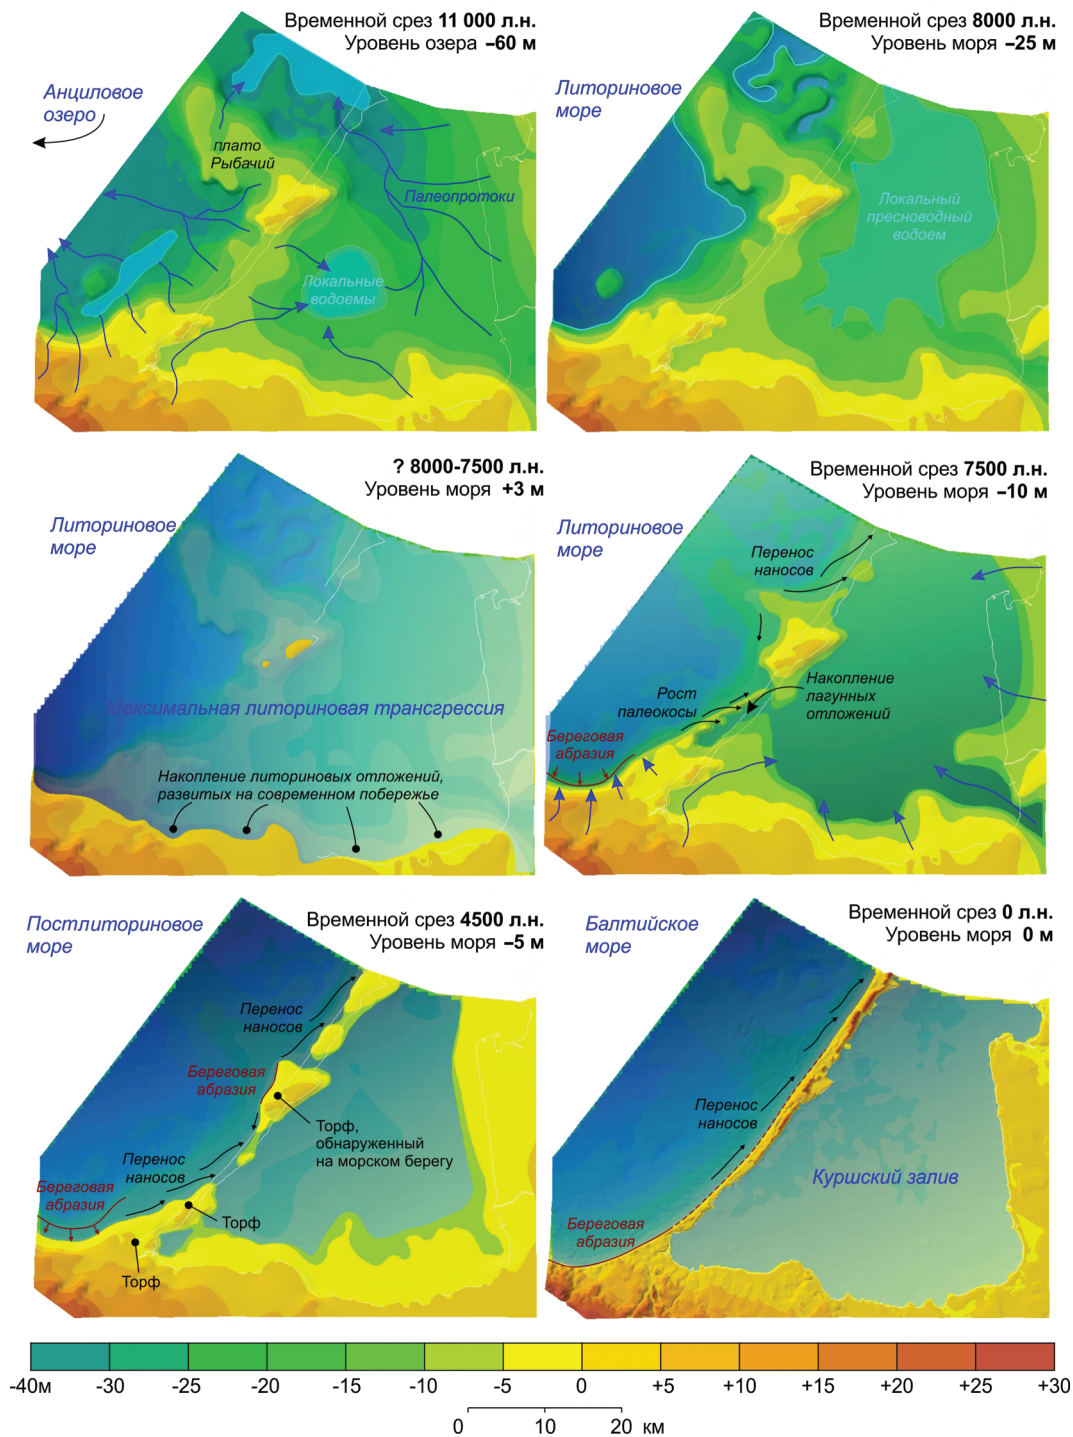 Временной срез 11 000 л.н.
Уровень озера –60 м
Анциловое
озеро
плато
Рыбачий
Палеопротоки
Локальные
водоемы
Временной срез 8000 л.н.
Уровень моря –25 м
Литориновое
море
Локальный
пресноводный
водоем
? 8000-7500 л.н.
Уровень моря +3 м
Литориновое
море
Максимальная литориновая трансгрессия
Накопление литориновых отложений,
развитых на современном побережье
Временной срез 7500 л.н.
Уровень моря –10 м
Литориновое
море
Перенос
наносов
Рост
палеокосы
Накопление
лагунных
отложений
Береговая
абразия
Постлиториновое
море
Временной срез 4500 л.н.
Уровень моря –5 м
Перенос
наносов
Береговая
абразия
Торф,
обнаруженный
на морском берегу
Перенос
наносов
Береговая
абразия
Торф
Торф
Балтийское
море
Временной срез 0 л.н.
Уровень моря 0 м
Перенос
наносов
Куршский залив
Береговая
абразия
-40м -30 -25 -20 -15 -10 -5 0 +5 +10 +15 +20 +25 +30
0 10 20 км